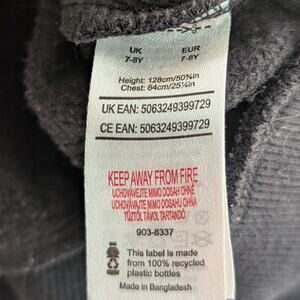 UK EUR
7-8Y 7-8Y
Height: 128cm/50⅜in
Chest: 64cm/25¼in
UK EAN: 5063249399729
CE EAN: 5063249399729
KEEP AWAY FROM FIRE
UCHOVÁVEJTE MIMO DOSAH OHNĚ
UCHOVÁVAJTE MIMO DOSAHU OHŇA
TŰZTŐL TÁVOL TARTANDÓ
903-8337
This label is made
from 100% recycled
plastic bottles
Made in Bangladesh